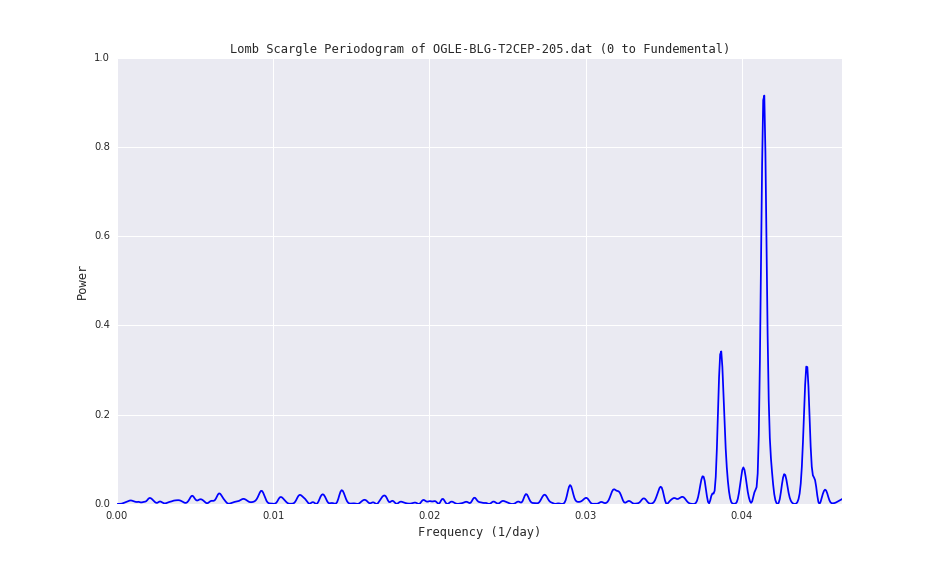 Lomb Scargle Periodogram of OGLE-BLG-T2CEP-205.dat (0 to Fundemental)
1.0
0.8
0.6
0.4
0.2
0.0
Power
0.00 0.01 0.02 0.03 0.04
Frequency (1/day)